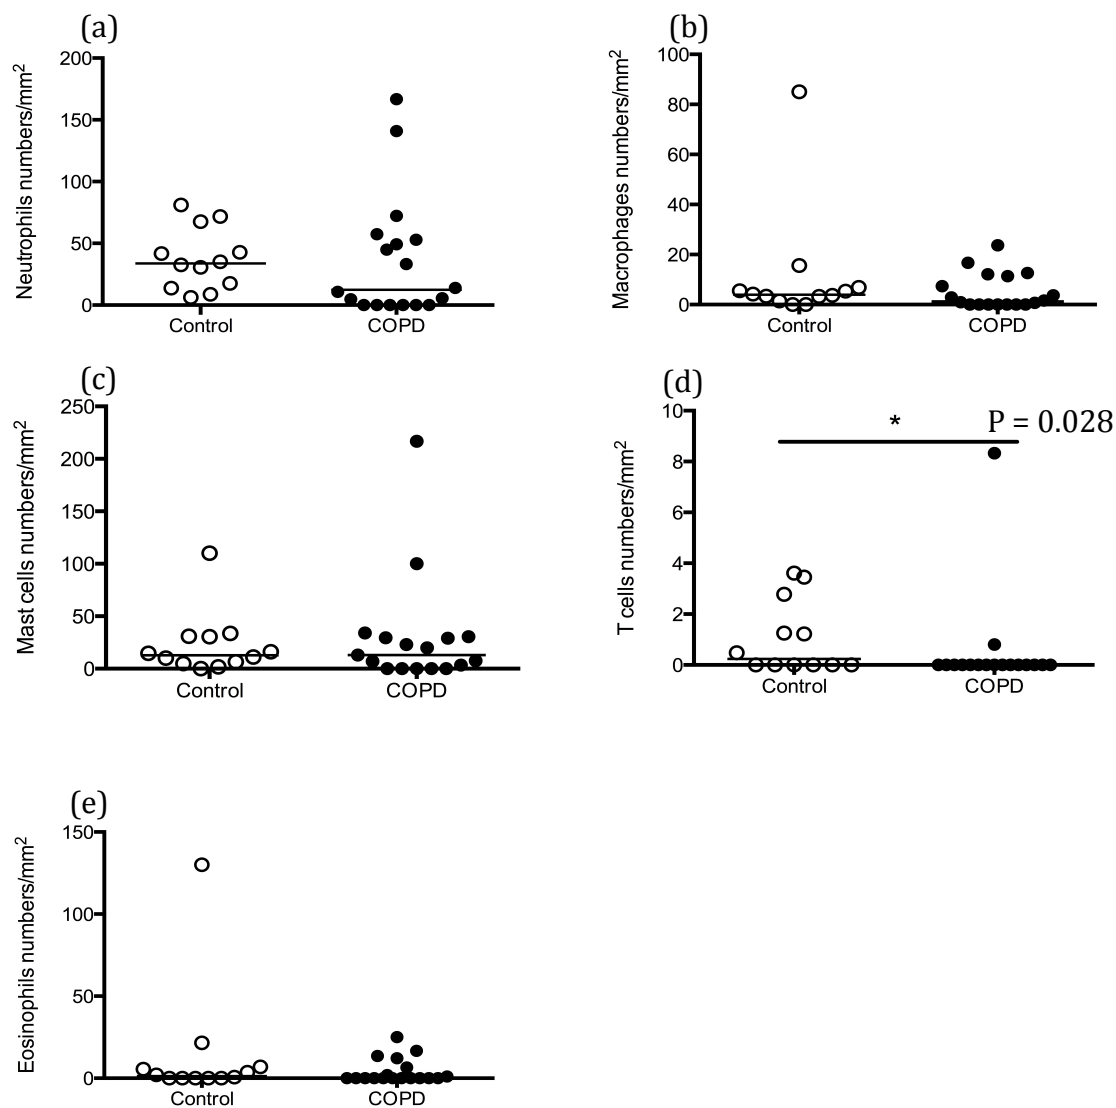 (a)
Neutrophils numbers/mm²
200
150
100
50
0
Control COPD
(b)
Macrophages numbers/mm²
100
80
60
40
20
0
Control COPD
(c)
Mast cells numbers/mm²
250
200
150
100
50
0
Control COPD
(d)
T cells numbers/mm²
10
8
6
4
2
0
* P = 0.028
Control COPD
(e)
Eosinophils numbers/mm²
150
100
50
0
Control COPD